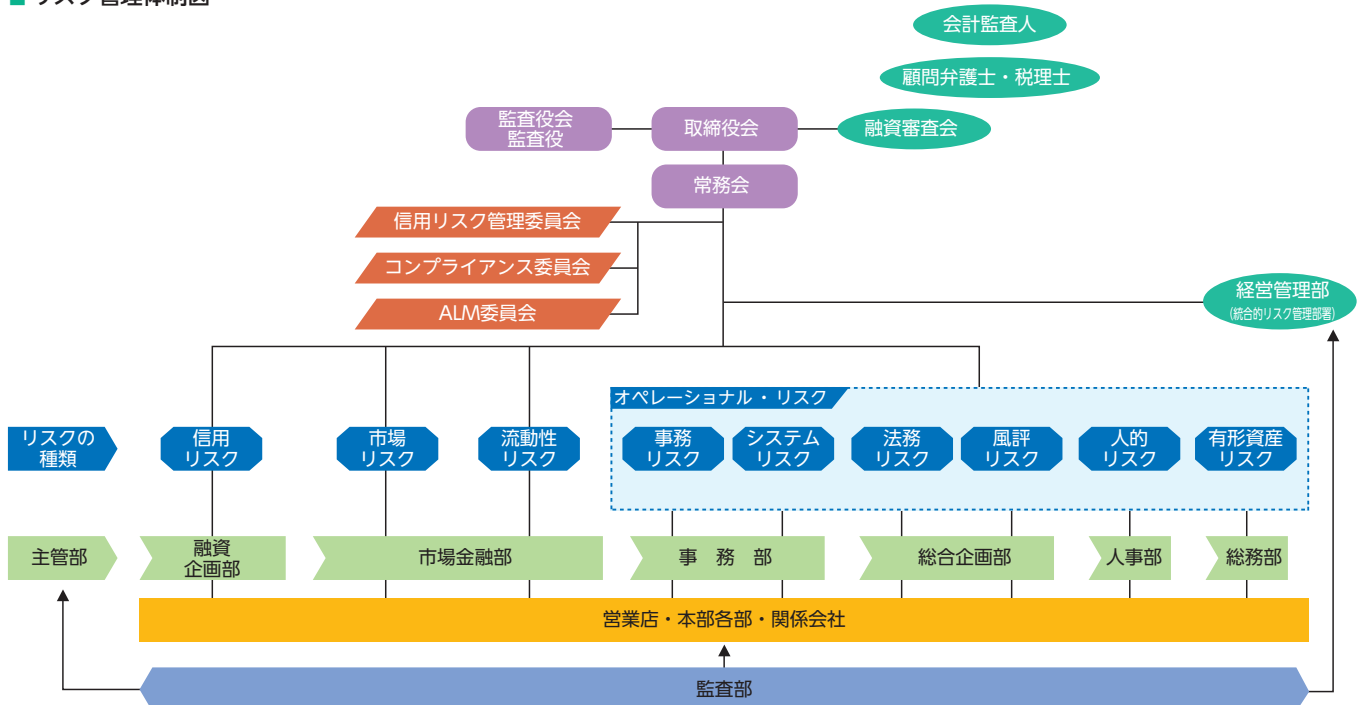 ■ リスク管理体制図
会計監査人
顧問弁護士・税理士
監査役会
監査役
取締役会
融資審査会
常務会
信用リスク管理委員会
コンプライアンス委員会
ALM委員会
経営管理部
(統合的リスク管理部署)
オペレーショナル・リスク
リスクの
種類
信用
リスク
市場
リスク
流動性
リスク
事務
リスク
システム
リスク
法務
リスク
風評
リスク
人的
リスク
有形資産
リスク
主管部
融資
企画部
市場金融部
事務部
総合企画部
人事部
総務部
営業店・本部各部・関係会社
監査部